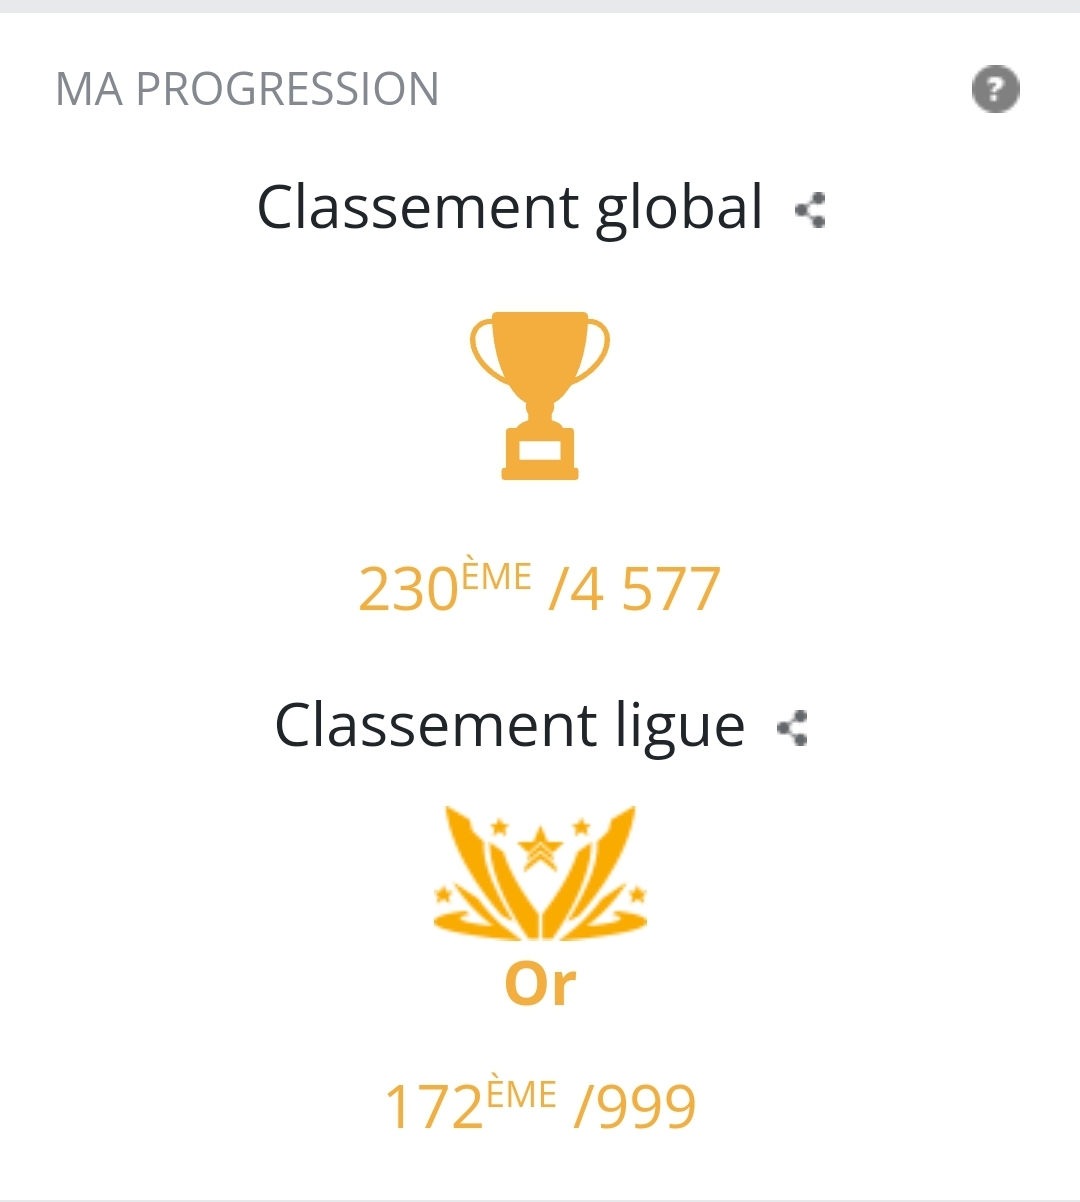 MA PROGRESSION
Classement global
230ÈME /4 577
Classement ligue
Or
172ÈME /999